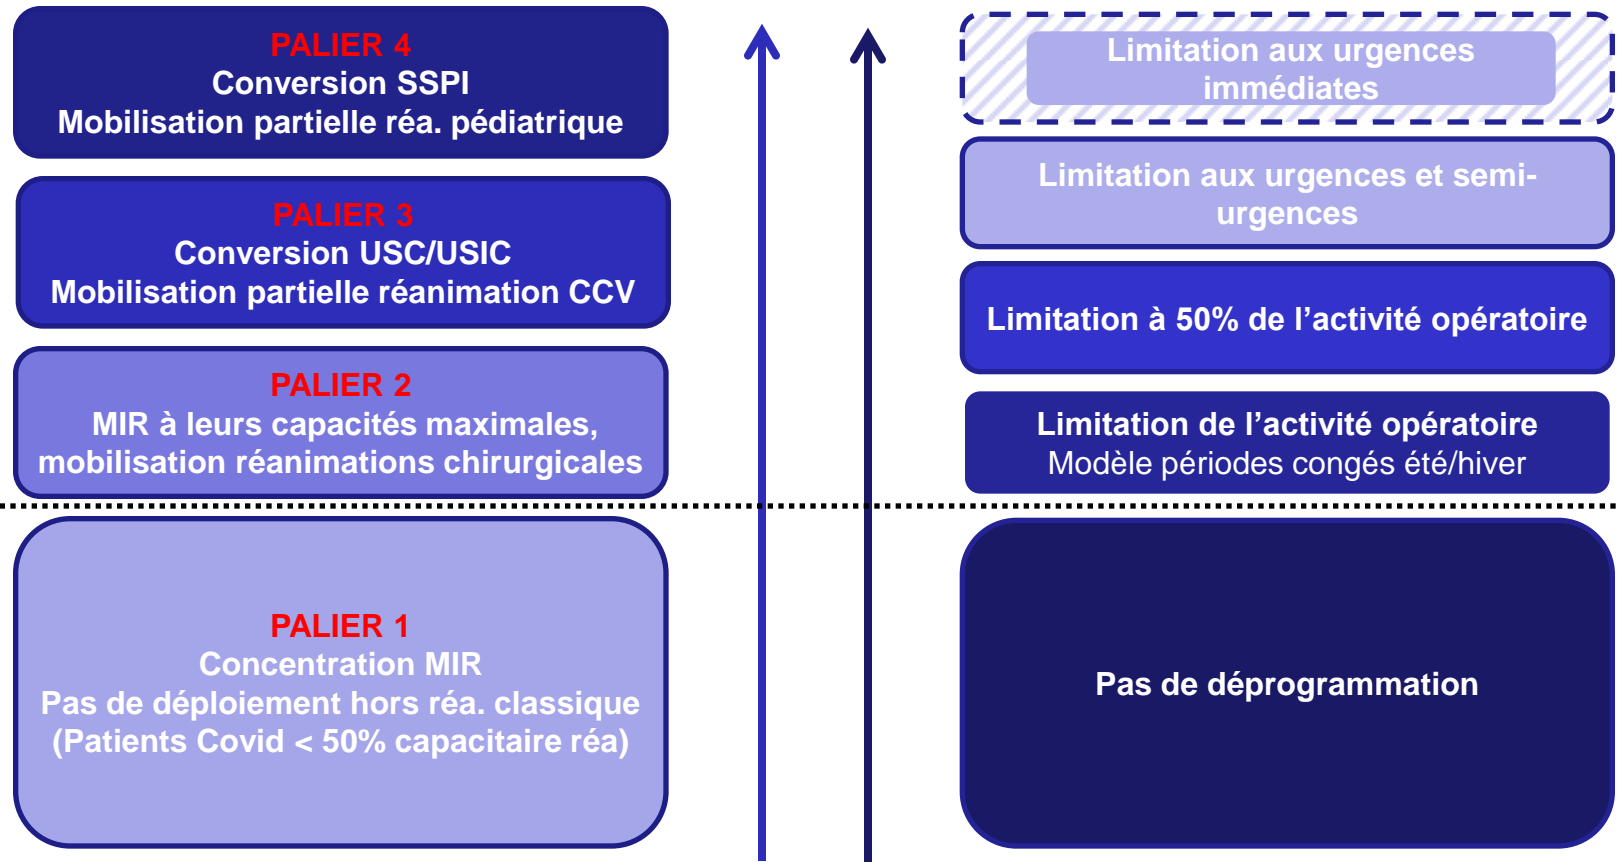 PALIER 4
Conversion SSPI
Mobilisation partielle réa. pédiatrique
PALIER 3
Conversion USC/USIC
Mobilisation partielle réanimation CCV
PALIER 2
MIR à leurs capacités maximales,
mobilisation réanimations chirurgicales
PALIER 1
Concentration MIR
Pas de déploiement hors réa. classique
(Patients Covid < 50% capacitaire réa)
Limitation aux urgences
immédiates
Limitation aux urgences et semi-
urgences
Limitation à 50% de l’activité opératoire
Limitation de l’activité opératoire
Modèle périodes congés été/hiver
Pas de déprogrammation